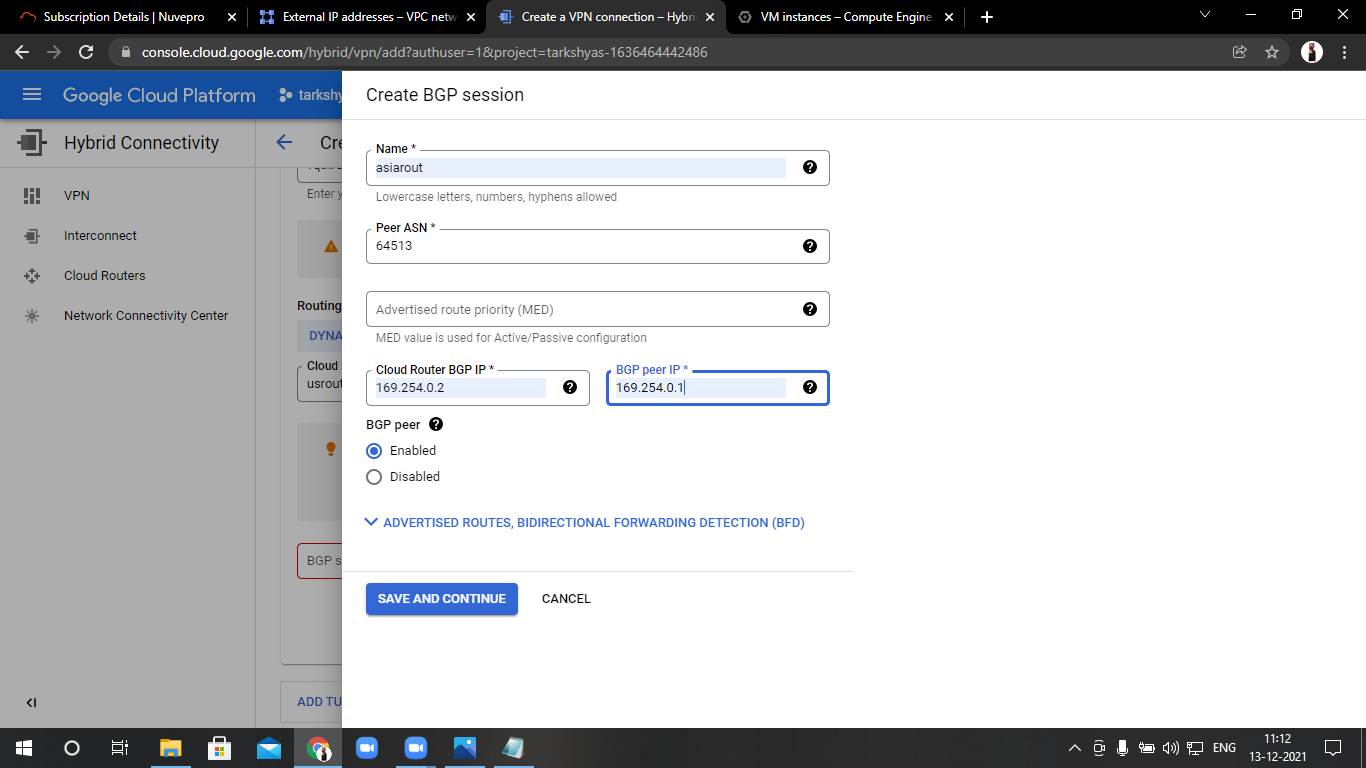 Subscription Details | Nuvepro
External IP addresses – VPC netw
Create a VPN connection – Hybri
VM instances – Compute Engine
console.cloud.google.com/hybrid/vpn/add?authuser=1&project=tarkshyas-1636464442486
Google Cloud Platform
tarkshy
Create BGP session
Hybrid Connectivity
Cre
VPN
Interconnect
Cloud Routers
Network Connectivity Center
Enter y
Routing
DYNA
Cloud
usrout
BGP s
ADD TU
Name *
asiarout
Lowercase letters, numbers, hyphens allowed
Peer ASN *
64513
Advertised route priority (MED)
MED value is used for Active/Passive configuration
Cloud Router BGP IP *
169.254.0.2
BGP peer IP *
169.254.0.1
BGP peer
Enabled
Disabled
ADVERTISED ROUTES, BIDIRECTIONAL FORWARDING DETECTION (BFD)
SAVE AND CONTINUE
CANCEL
ENG
11:12
13-12-2021